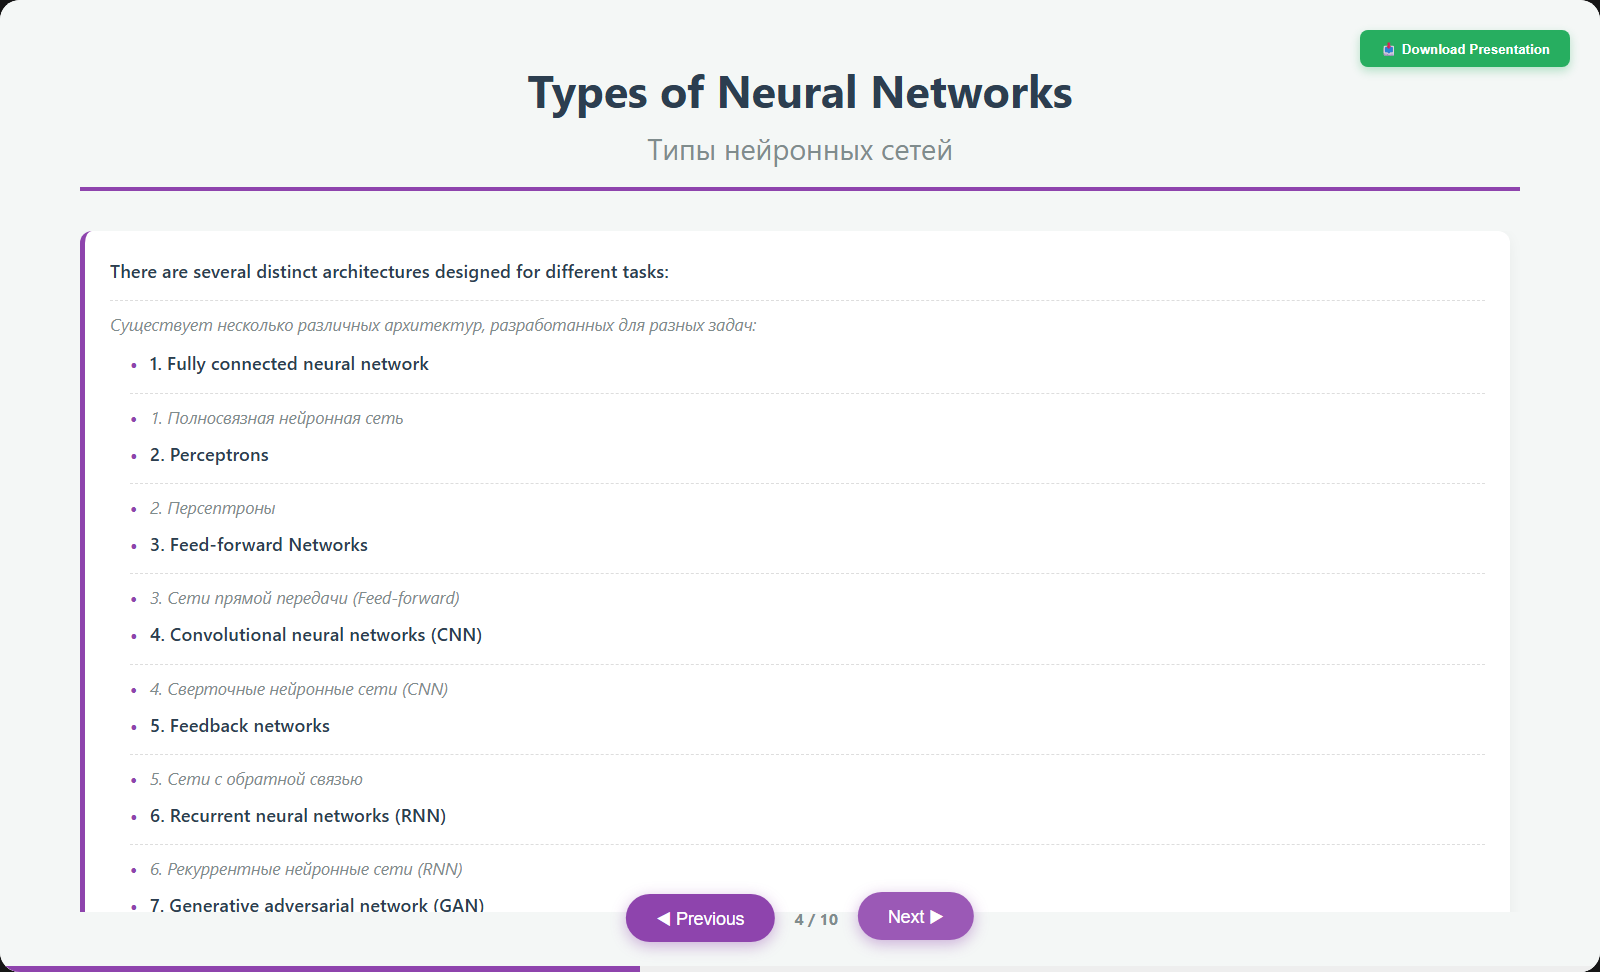 Download Presentation
Types of Neural Networks
Типы нейронных сетей
There are several distinct architectures designed for different tasks:
Существует несколько различных архитектур, разработанных для разных задач:
• 1. Fully connected neural network
• 1. Полносвязная нейронная сеть
• 2. Perceptrons
• 2. Персептроны
• 3. Feed-forward Networks
• 3. Сети прямой передачи (Feed-forward)
• 4. Convolutional neural networks (CNN)
• 4. Сверточные нейронные сети (CNN)
• 5. Feedback networks
• 5. Сети с обратной связью
• 6. Recurrent neural networks (RNN)
• 6. Рекуррентные нейронные сети (RNN)
• 7. Generative adversarial network (GAN)
◀ Previous
4 / 10
Next ▶